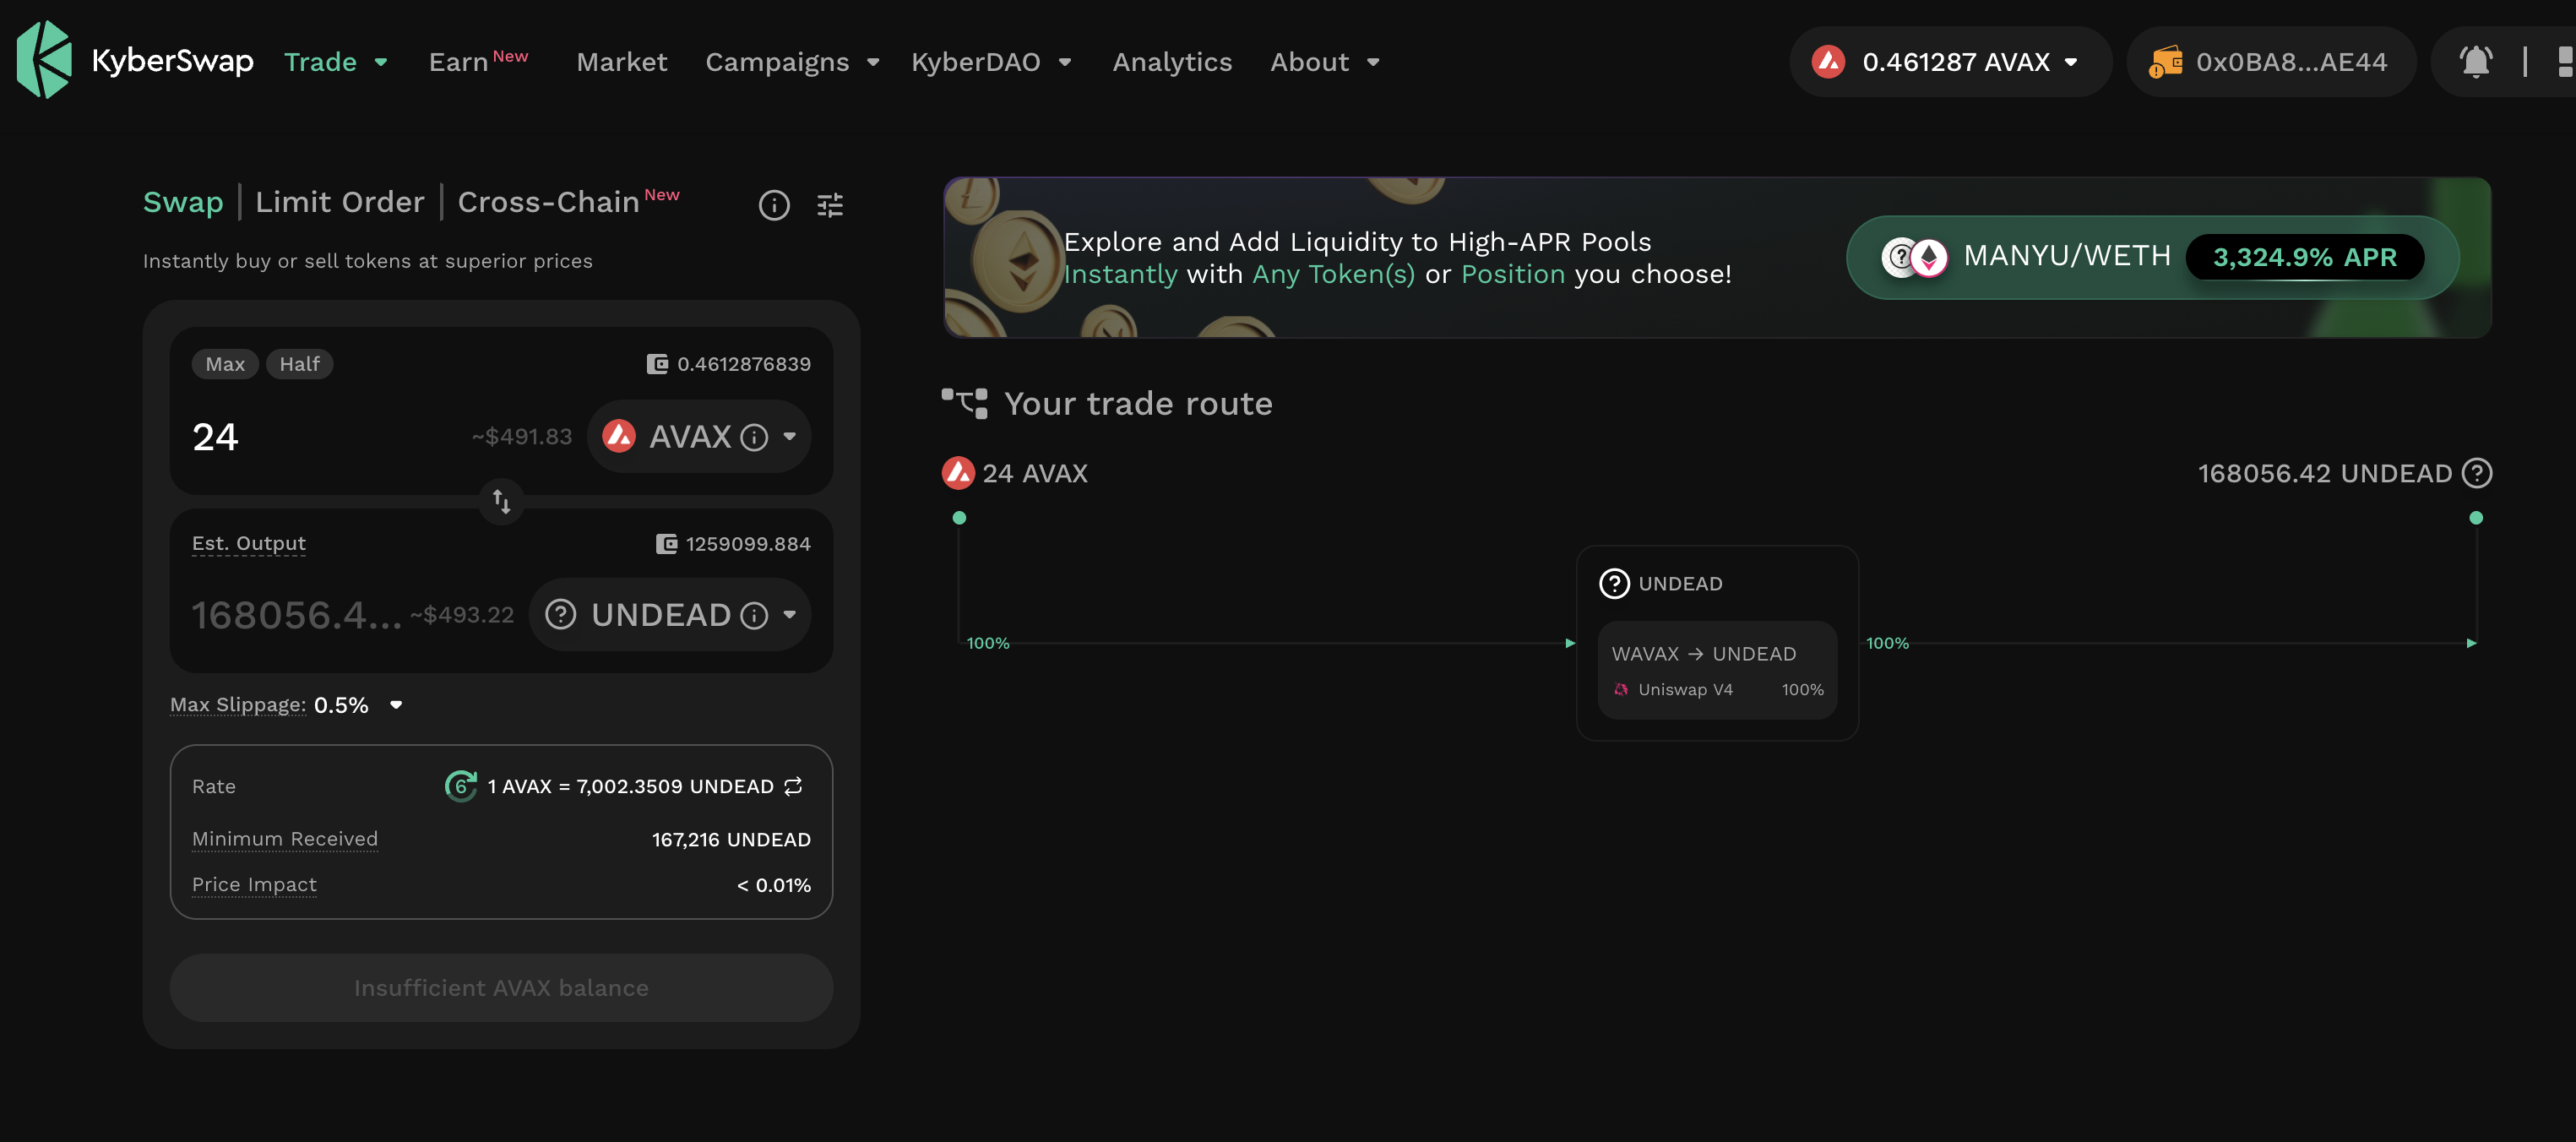 KyberSwap Trade Earn New Market Campaigns KyberDAO Analytics About 0.461287 AVAX 0x0BA8...AE44
Swap | Limit Order | Cross-Chain New
Instantly buy or sell tokens at superior prices
Max Half 0.4612876839
24 ~$491.83 AVAX
Est. Output 1259099.884
168056.4... ~$493.22 UNDEAD
Max Slippage: 0.5%
Rate 6 1 AVAX = 7,002.3509 UNDEAD
Minimum Received 167,216 UNDEAD
Price Impact < 0.01%
Insufficient AVAX balance
Explore and Add Liquidity to High-APR Pools
Instantly with Any Token(s) or Position you choose!
MANYU/WETH 3,324.9% APR
Your trade route
24 AVAX 168056.42 UNDEAD
UNDEAD
100% WAVAX → UNDEAD 100%
Uniswap V4 100%